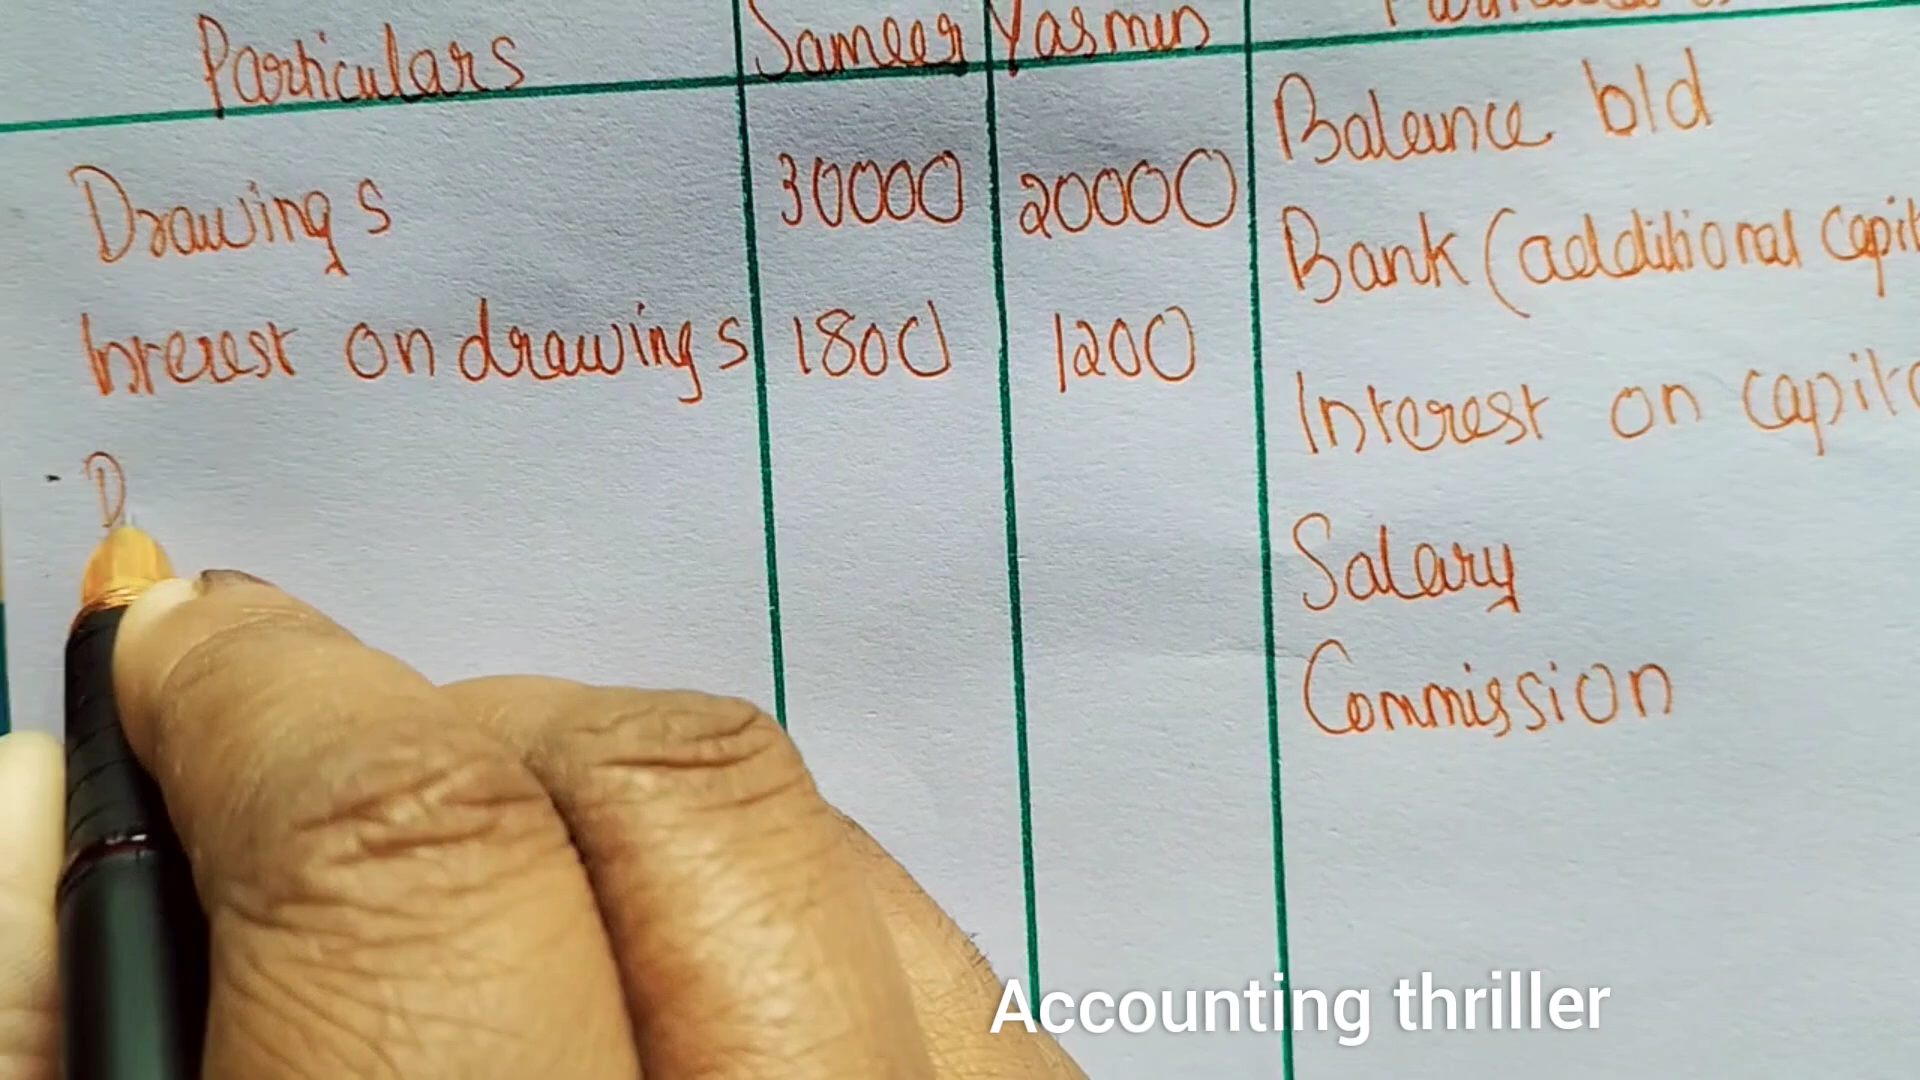 Particulars Sameer Yasmin
Drawings 30000 20000 Balance b/d
Bank (additional Capit
Interest on drawings 1800 1200
Interest on capita
D
Salary
Commission
Accounting thriller